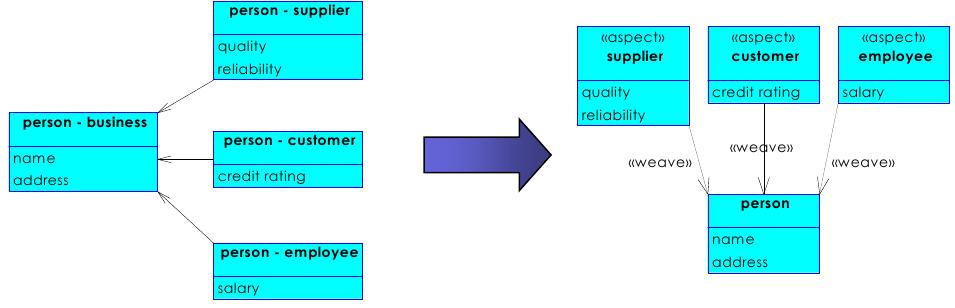 person - supplier
quality
reliability
person - business
name
address
person - customer
credit rating
person - employee
salary
«aspect»
supplier
quality
reliability
«aspect»
customer
credit rating
«aspect»
employee
salary
«weave»
«weave»
«weave»
person
name
address